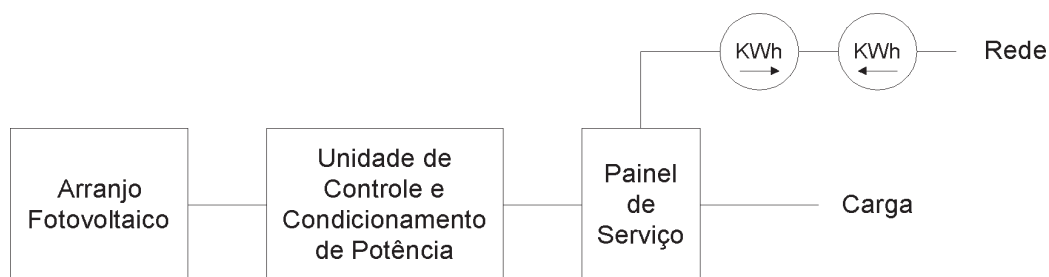 KWh
KWh
Rede
Arranjo
Fotovoltaico
Unidade de
Controle e
Condicionamento
de Potência
Painel
de
Serviço
Carga